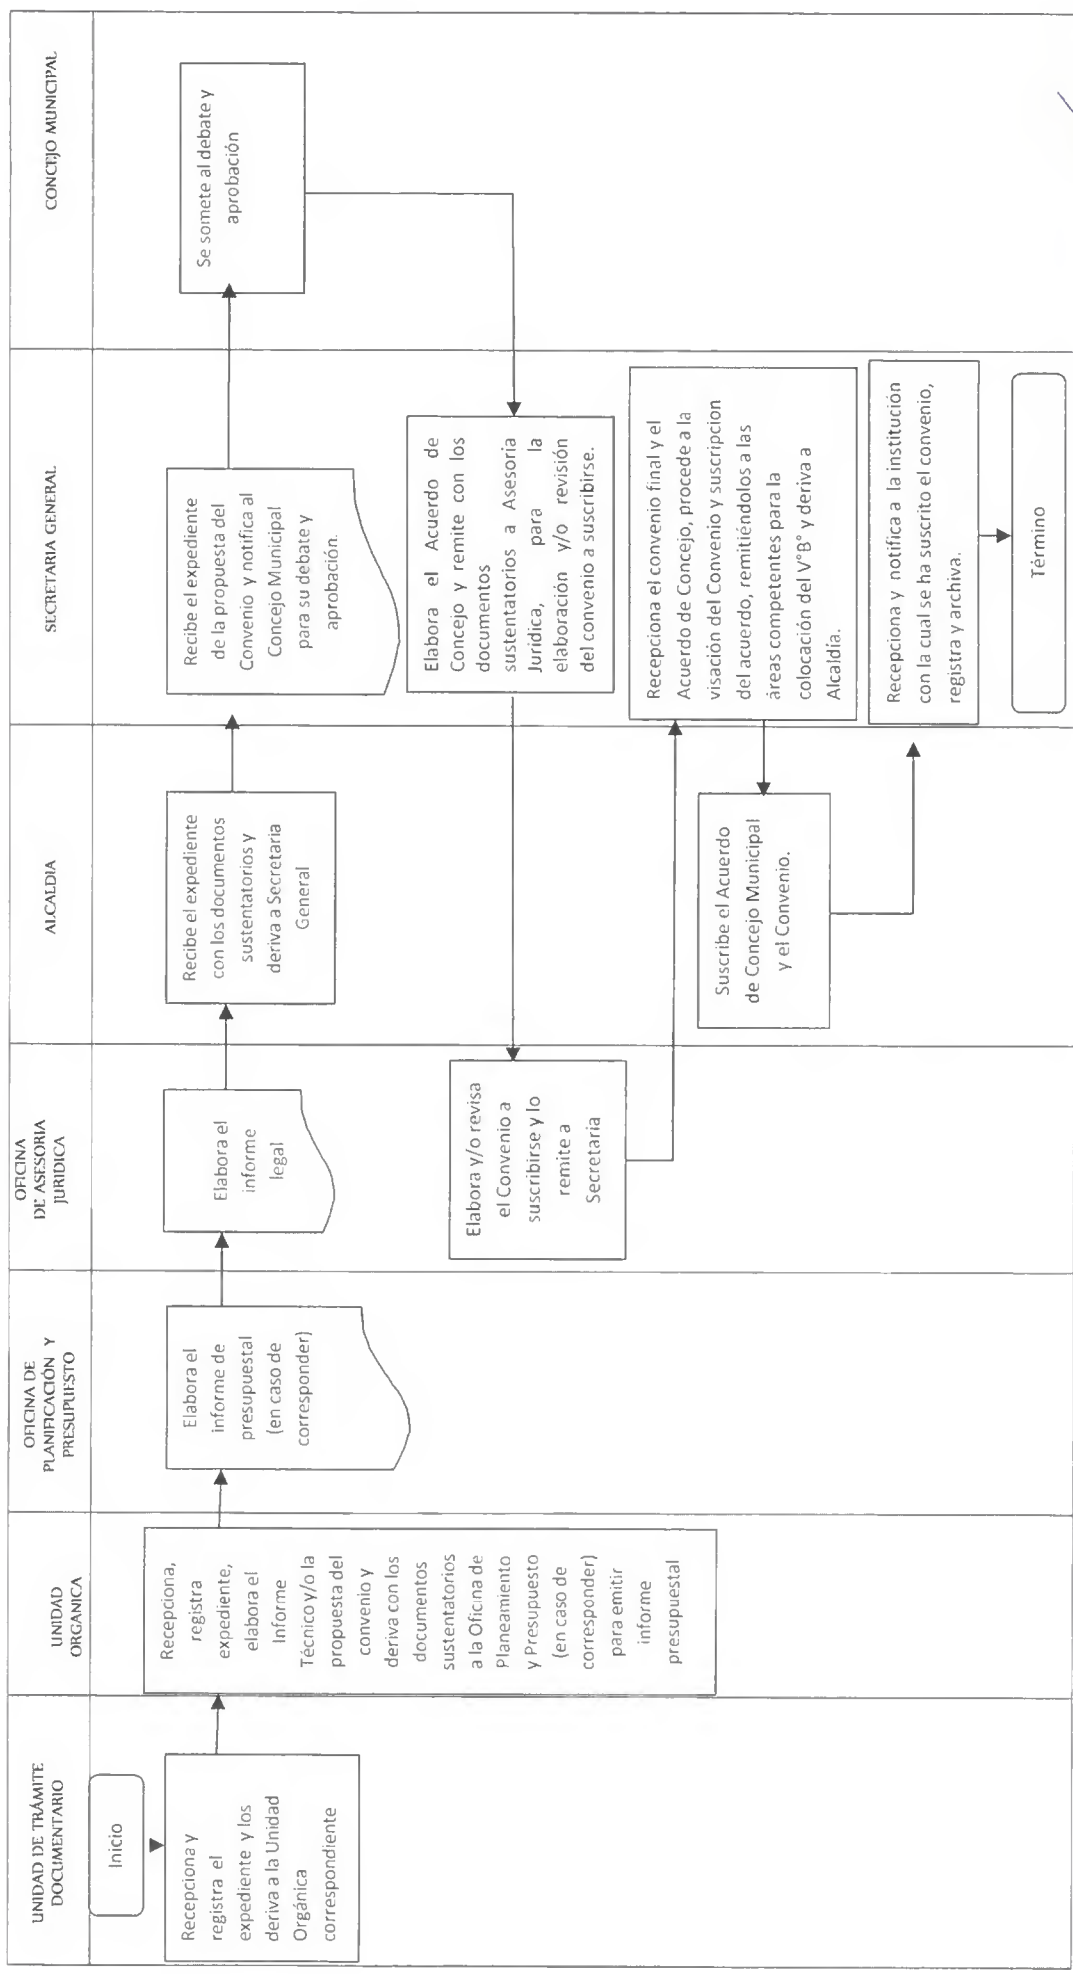 UNIDAD DE TRÁMITE
DOCUMENTARIO
UNIDAD
ORGANICA
OFICINA DE
PLANIFICACIÓN Y
PRESUPUESTO
OFICINA
DE ASESORIA
JURIDICA
ALCALDIA
SECRETARIA GENERAL
CONCEJO MUNICIPAL
Inicio
Recepciona y
registra el
expediente y los
deriva a la Unidad
Orgánica
correspondiente
Recepciona,
registra
expediente,
elabora el
Informe
Técnico y/o la
propuesta del
convenio y
deriva con los
documentos
sustentatorios
a la Oficina de
Planeamiento
y Presupuesto
(en caso de
corresponder)
para emitir
informe
presupuestal
Elabora el
informe de
presupuestal
(en caso de
corresponder)
Elabora el
informe
legal
Recibe el expediente
con los documentos
sustentatorios y
deriva a Secretaria
General
Recibe el expediente
de la propuesta del
Convenio y notifica al
Concejo Municipal
para su debate y
aprobación.
Se somete al debate y
aprobación
Elabora el Acuerdo de
Concejo y remite con los
documentos
sustentatorios a Asesoria
Juridica, para la
elaboración y/o revisión
del convenio a suscribirse.
Elabora y/o revisa
el Convenio a
suscribirse y lo
remite a
Secretaria
Recepciona el convenio final y el
Acuerdo de Concejo, procede a la
visación del Convenio y suscripcion
del acuerdo, remitiéndolos a las
áreas competentes para la
colocación del V°B° y deriva a
Alcaldía.
Suscribe el Acuerdo
de Concejo Municipal
y el Convenio.
Recepciona y notifica a la institución
con la cual se ha suscrito el convenio,
registra y archiva.
Término